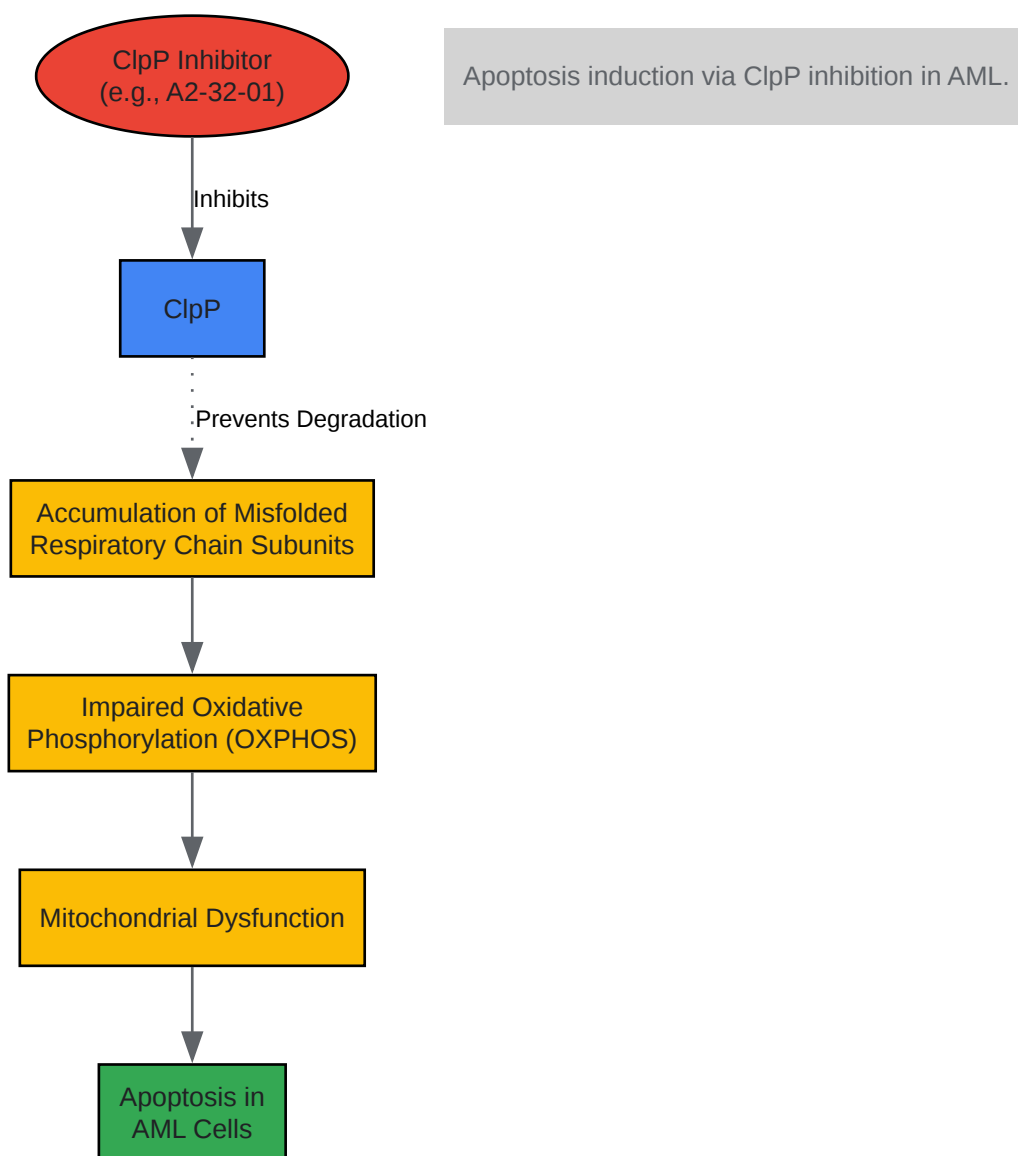 ClpP Inhibitor
(e.g., A2-32-01)
Apoptosis induction via ClpP inhibition in AML.
Inhibits
ClpP
Prevents Degradation
Accumulation of Misfolded
Respiratory Chain Subunits
Impaired Oxidative
Phosphorylation (OXPHOS)
Mitochondrial Dysfunction
Apoptosis in
AML Cells